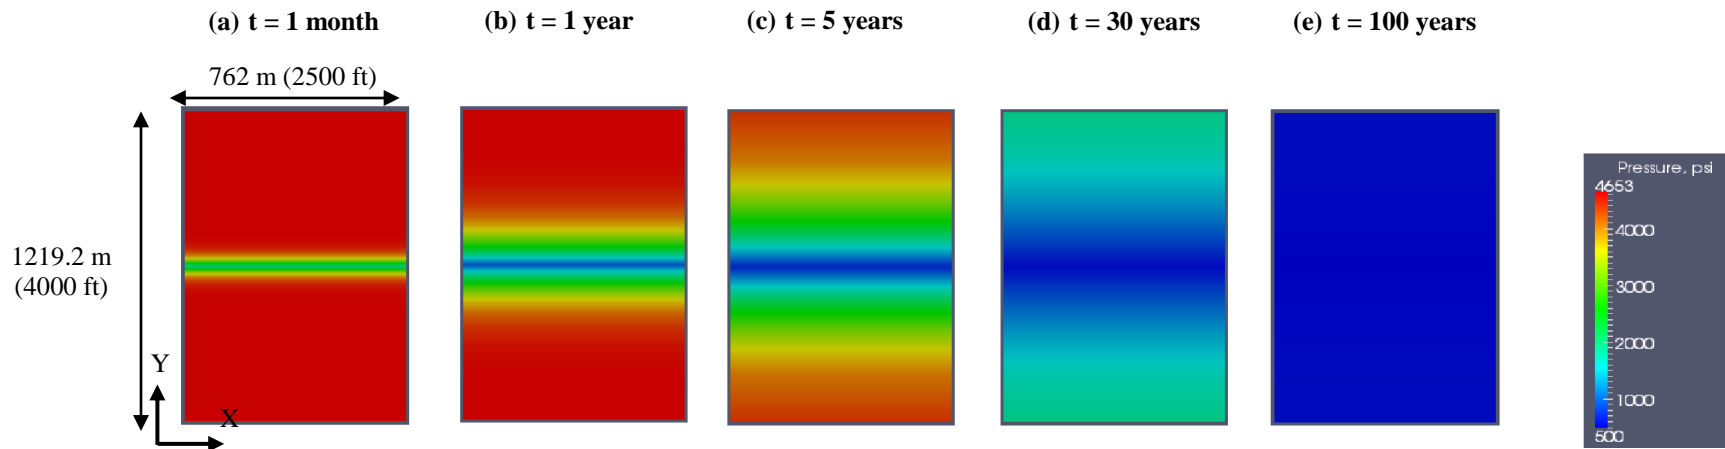 (a) t = 1 month
(b) t = 1 year
(c) t = 5 years
(d) t = 30 years
(e) t = 100 years
762 m (2500 ft)
1219.2 m
(4000 ft)
Y
X
Pressure, psi
4653
4000
3000
2000
1000
500